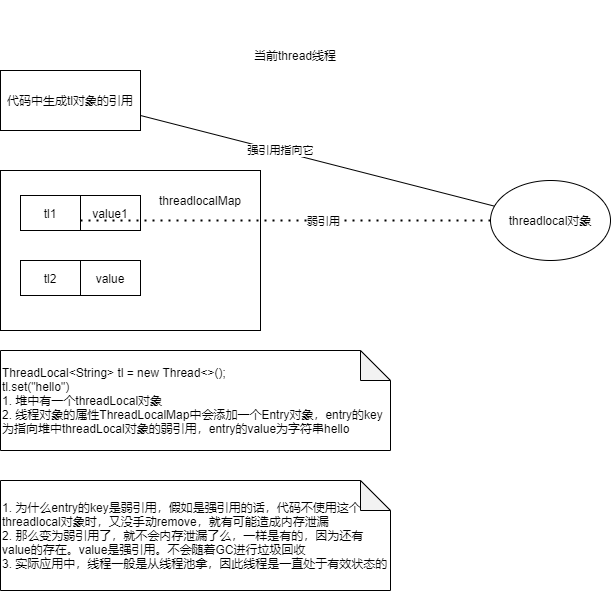 当前thread线程
代码中生成tl对象的引用
强引用指向它
threadlocalMap
tl1
value1
弱引用
threadlocal对象
tl2
value
ThreadLocal<String> tl = new Thread<>();
tl.set("hello")
1. 堆中有一个threadLocal对象
2. 线程对象的属性ThreadLocalMap中会添加一个Entry对象，entry的key
为指向堆中threadLocal对象的弱引用，entry的value为字符串hello
1. 为什么entry的key是弱引用，假如是强引用的话，代码不使用这个
threadlocal对象时，又没手动remove，就有可能造成内存泄漏
2. 那么变为弱引用了，就不会内存泄漏了么，一样是有的，因为还有
value的存在。value是强引用。不会随着GC进行垃圾回收
3. 实际应用中，线程一般是从线程池拿，因此线程是一直处于有效状态的